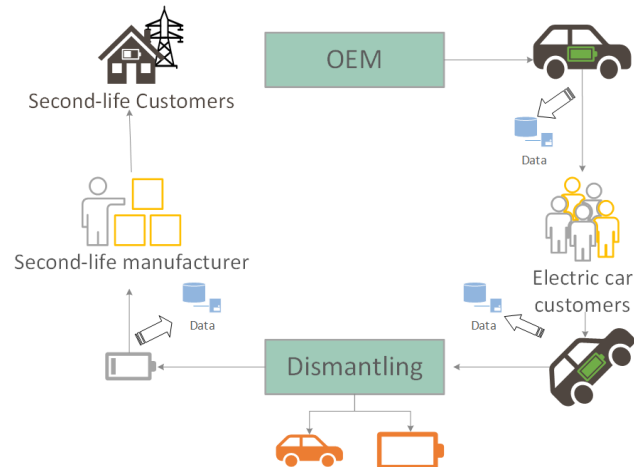 OEM
Second-life Customers
Data
Second-life manufacturer
Electric car
customers
Data
Data
Dismantling